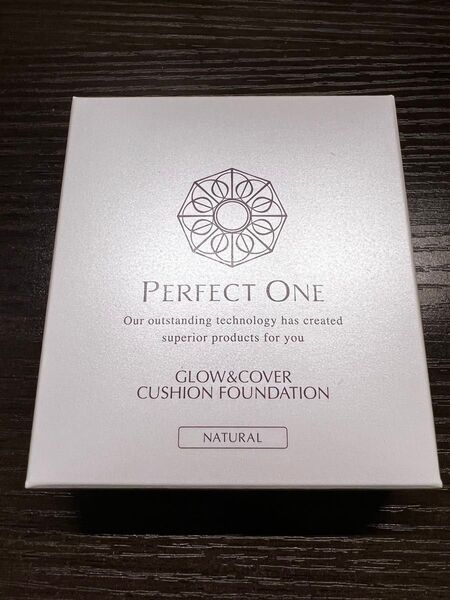 PERFECT ONE
Our outstanding technology has created
superior products for you
GLOW&COVER
CUSHION FOUNDATION
NATURAL